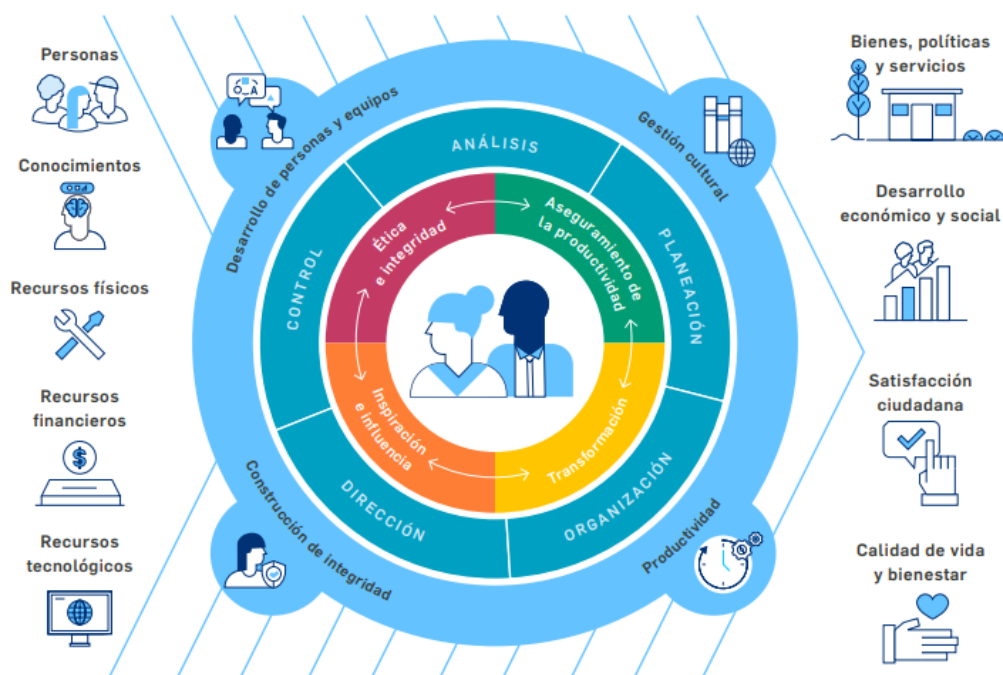 Personas
Conocimientos
Recursos físicos
Recursos
financieros
Recursos
tecnológicos
Desarrollo de personas y equipos
Gestión cultural
Construcción de integridad
Productividad
ANÁLISIS
PLANEACIÓN
ORGANIZACIÓN
DIRECCIÓN
CONTROL
Ética
e integridad
Aseguramiento de
la productividad
Inspiración
e influencia
Transformación
Bienes, políticas
y servicios
Desarrollo
económico y social
Satisfacción
ciudadana
Calidad de vida
y bienestar